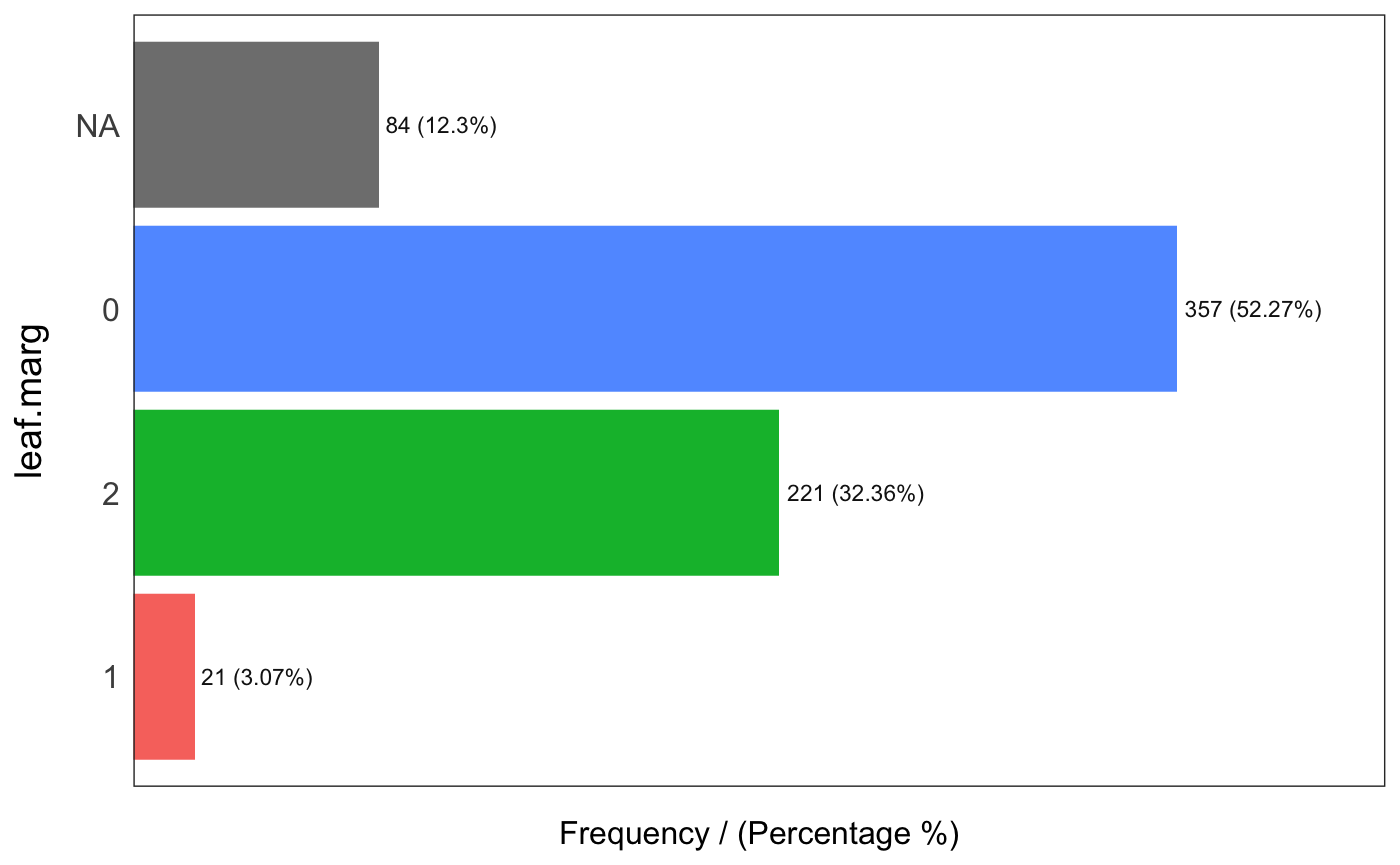 NA
84 (12.3%)
0
357 (52.27%)
leaf.marg
2
221 (32.36%)
1
21 (3.07%)
Frequency / (Percentage %)